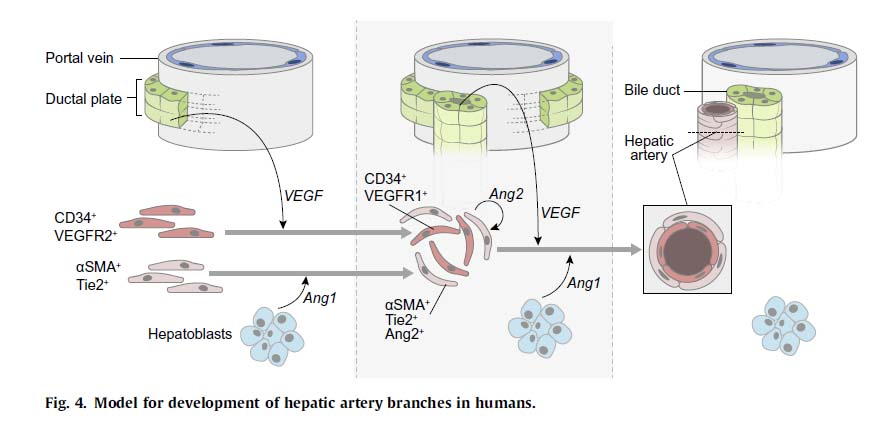 Portal vein
Ductal plate
VEGF
CD34⁺
VEGFR2⁺
αSMA⁺
Tie2⁺
Ang1
Hepatoblasts
CD34⁺
VEGFR1⁺
Ang2
VEGF
αSMA⁺
Tie2⁺
Ang2⁺
Ang1
Bile duct
Hepatic
artery
Fig. 4. Model for development of hepatic artery branches in humans.